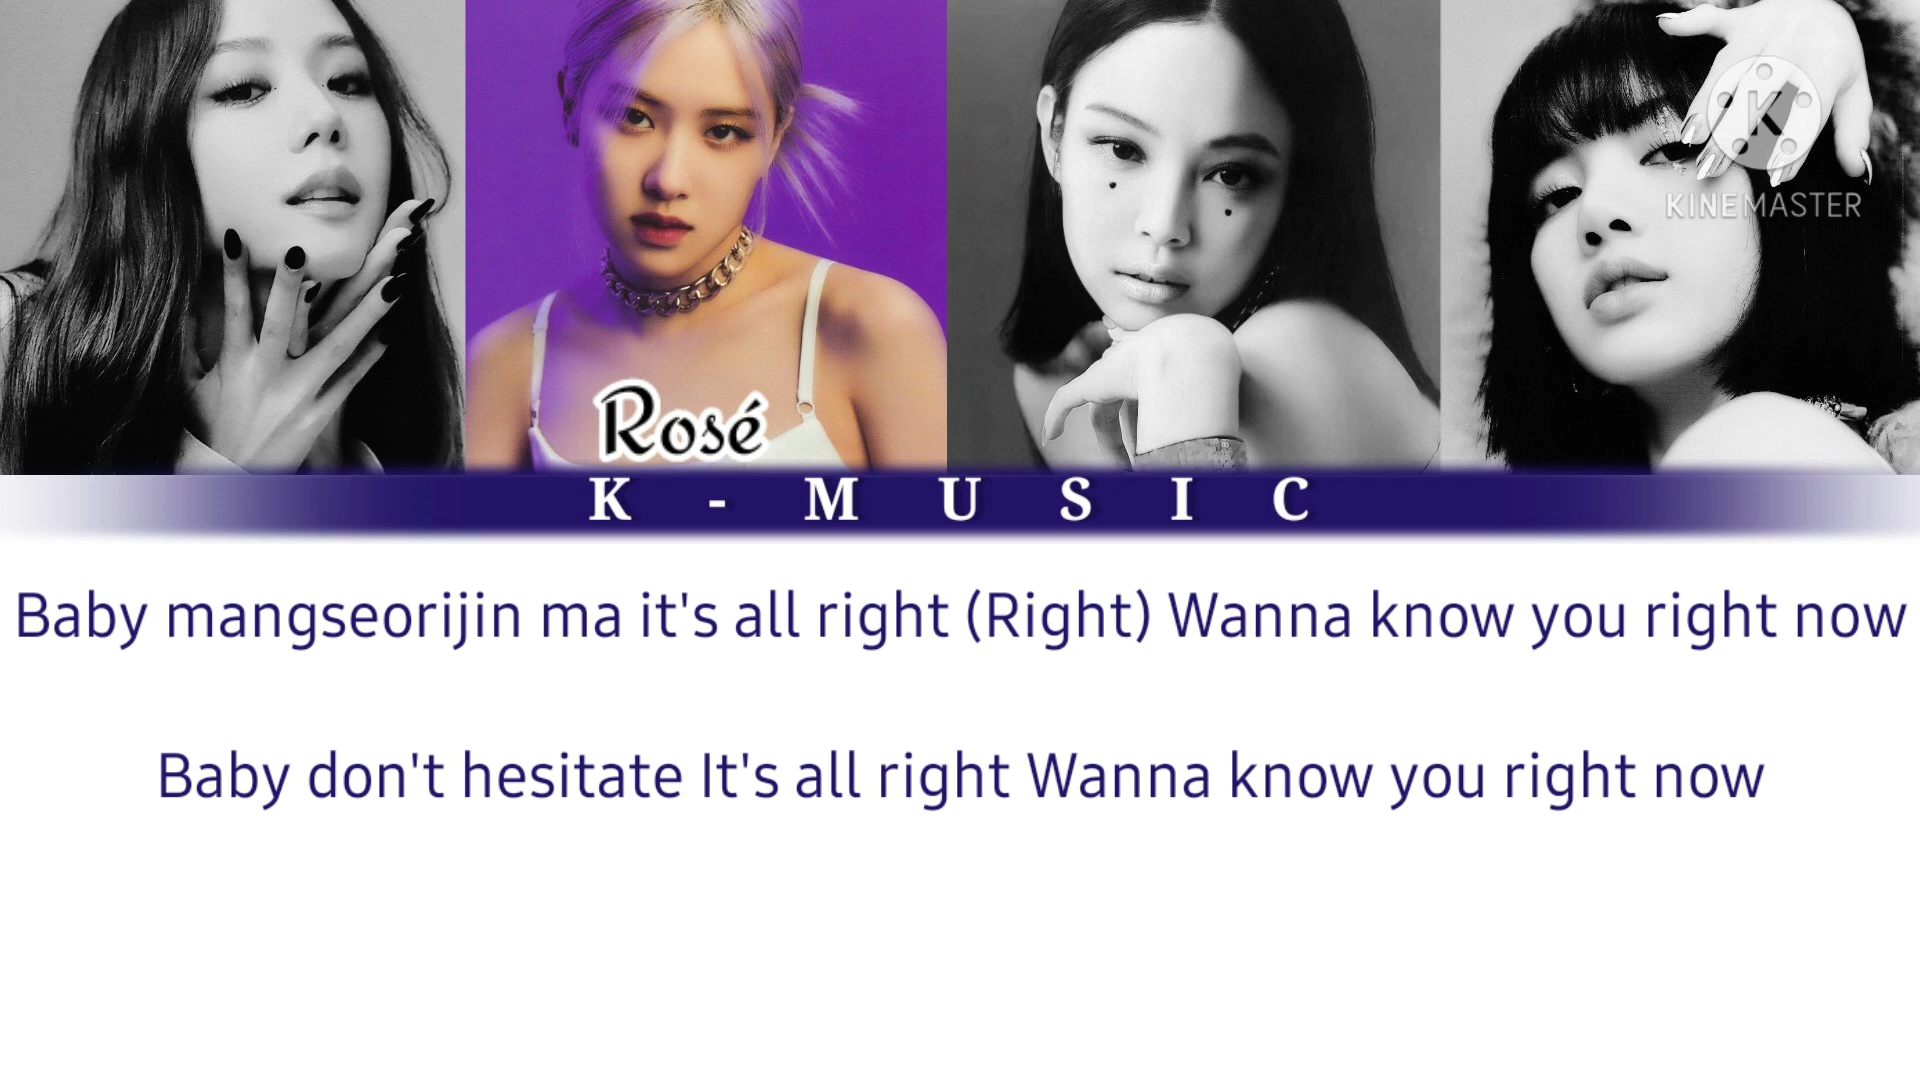 K
KINEMASTER
Rosé
K - M U S I C
Baby mangseorijin ma it's all right (Right) Wanna know you right now
Baby don't hesitate It's all right Wanna know you right now